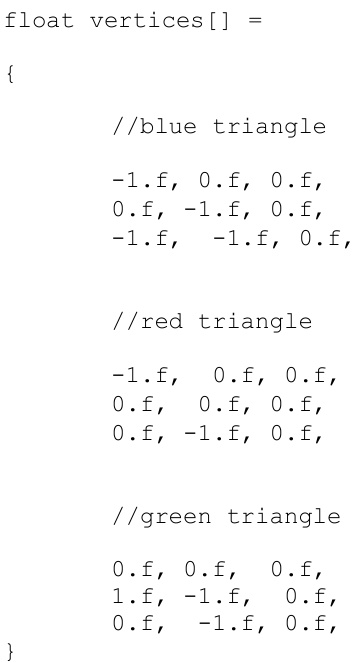 float vertices[] =
{
//blue triangle
-1.f, 0.f, 0.f,
0.f, -1.f, 0.f,
-1.f, -1.f, 0.f,
//red triangle
-1.f, 0.f, 0.f,
0.f, 0.f, 0.f,
0.f, -1.f, 0.f,
//green triangle
0.f, 0.f, 0.f,
1.f, -1.f, 0.f,
0.f, -1.f, 0.f,
}